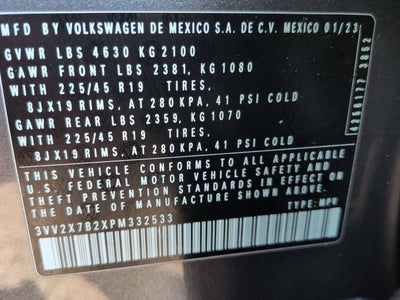 MFD BY VOLKSWAGEN DE MEXICO S.A. DE C.V. MEXICO 01/23
GVWR LBS 4630 KG 2100
GAWR FRONT LBS 2381, KG 1080
WITH 225/45 R19 TIRES,
8JX19 RIMS, AT 280 KPA, 41 PSI COLD
GAWR REAR LBS 2359, KG 1070
WITH 225/45 R19 TIRES,
8JX19 RIMS, AT 280 KPA, 41 PSI COLD
THIS VEHICLE CONFORMS TO ALL APPLICABLE
U.S. FEDERAL MOTOR VEHICLE SAFETY AND
THEFT PREVENTION STANDARDS IN EFFECT ON
DATE OF MANUFACTURE SHOWN ABOVE.
TYPE: MPV
3VV2X7B2XPM332533
4266177 3052